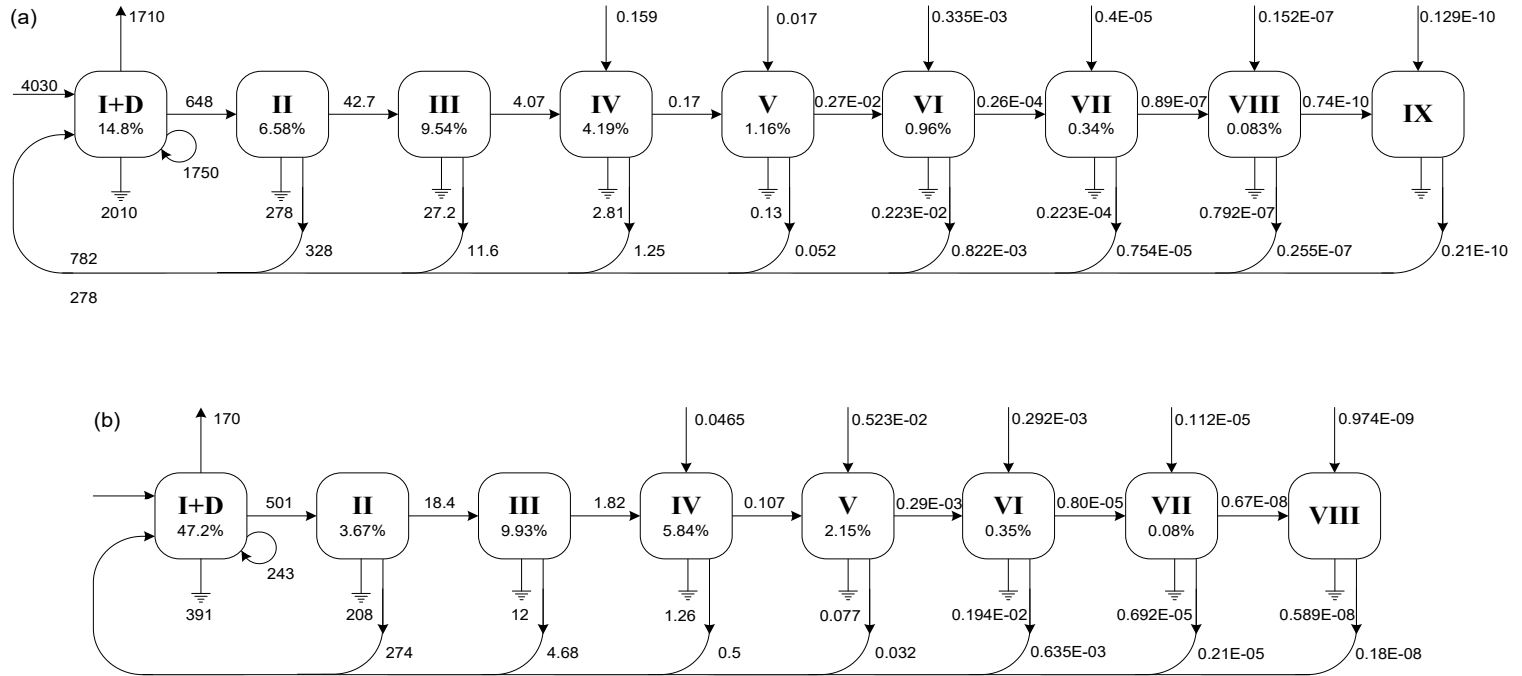 (a)
1710 0.159 0.017 0.335E-03 0.4E-05 0.152E-07 0.129E-10
4030 648 42.7 4.07 0.17 0.27E-02 0.26E-04 0.89E-07 0.74E-10
I+D II III IV V VI VII VIII IX
14.8% 6.58% 9.54% 4.19% 1.16% 0.96% 0.34% 0.083%
1750
2010 278 27.2 2.81 0.13 0.223E-02 0.223E-04 0.792E-07
782 328 11.6 1.25 0.052 0.822E-03 0.754E-05 0.255E-07 0.21E-10
278
(b)
170 0.0465 0.523E-02 0.292E-03 0.112E-05 0.974E-09
501 18.4 1.82 0.107 0.29E-03 0.80E-05 0.67E-08
I+D II III IV V VI VII VIII
47.2% 3.67% 9.93% 5.84% 2.15% 0.35% 0.08%
243
391 208 12 1.26 0.077 0.194E-02 0.692E-05 0.589E-08
274 4.68 0.5 0.032 0.635E-03 0.21E-05 0.18E-08